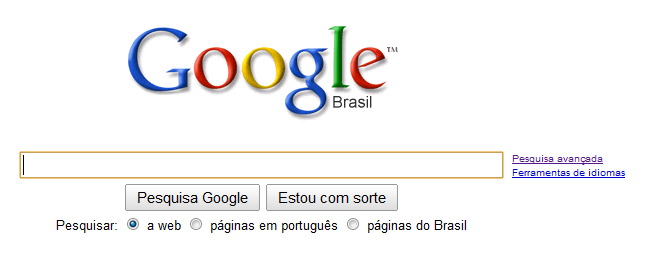 Google™
Brasil
Pesquisa avançada
Ferramentas de idiomas
Pesquisa Google Estou com sorte
Pesquisar: a web páginas em português páginas do Brasil